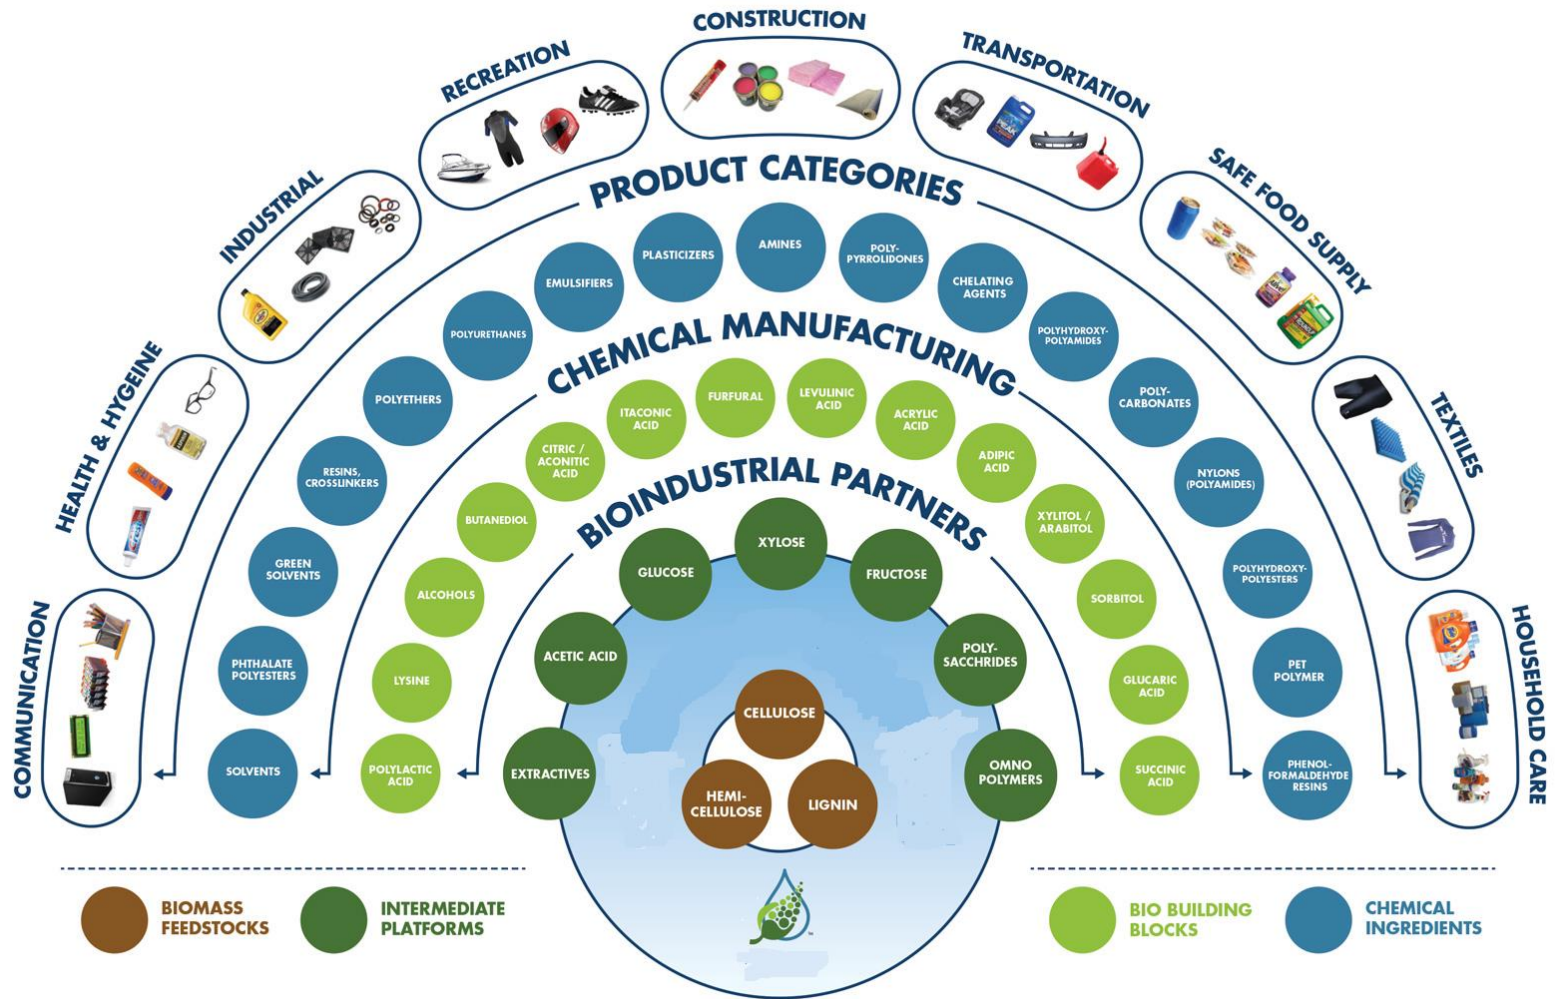 CONSTRUCTION
RECREATION
TRANSPORTATION
INDUSTRIAL
SAFE FOOD SUPPLY
HEALTH & HYGEINE
TEXTILES
COMMUNICATION
HOUSEHOLD CARE
PEAK
PRODUCT CATEGORIES
SOLVENTS
PHTHALATE
POLYESTERS
GREEN
SOLVENTS
RESINS,
CROSSLINKERS
POLYETHERS
POLYURETHANES
EMULSIFIERS
PLASTICIZERS
AMINES
POLY-
PYRROLIDONES
CHELATING
AGENTS
POLYHYDROXY-
POLYAMIDES
POLY-
CARBONATES
NYLONS
(POLYAMIDES)
POLYHYDROXY-
POLYESTERS
PET
POLYMER
PHENOL-
FORMALDEHYDE
RESINS
CHEMICAL MANUFACTURING
POLYLACTIC
ACID
LYSINE
ALCOHOLS
BUTANEDIOL
CITRIC /
ACONITIC
ACID
ITACONIC
ACID
FURFURAL
LEVULINIC
ACID
ACRYLIC
ACID
ADIPIC
ACID
XYLITOL /
ARABITOL
SORBITOL
GLUCARIC
ACID
SUCCINIC
ACID
BIOINDUSTRIAL PARTNERS
EXTRACTIVES
ACETIC ACID
GLUCOSE
XYLOSE
FRUCTOSE
POLY-
SACCHRIDES
OMNO
POLYMERS
CELLULOSE
HEMI-
CELLULOSE
LIGNIN
BIOMASS
FEEDSTOCKS
INTERMEDIATE
PLATFORMS
BIO BUILDING
BLOCKS
CHEMICAL
INGREDIENTS